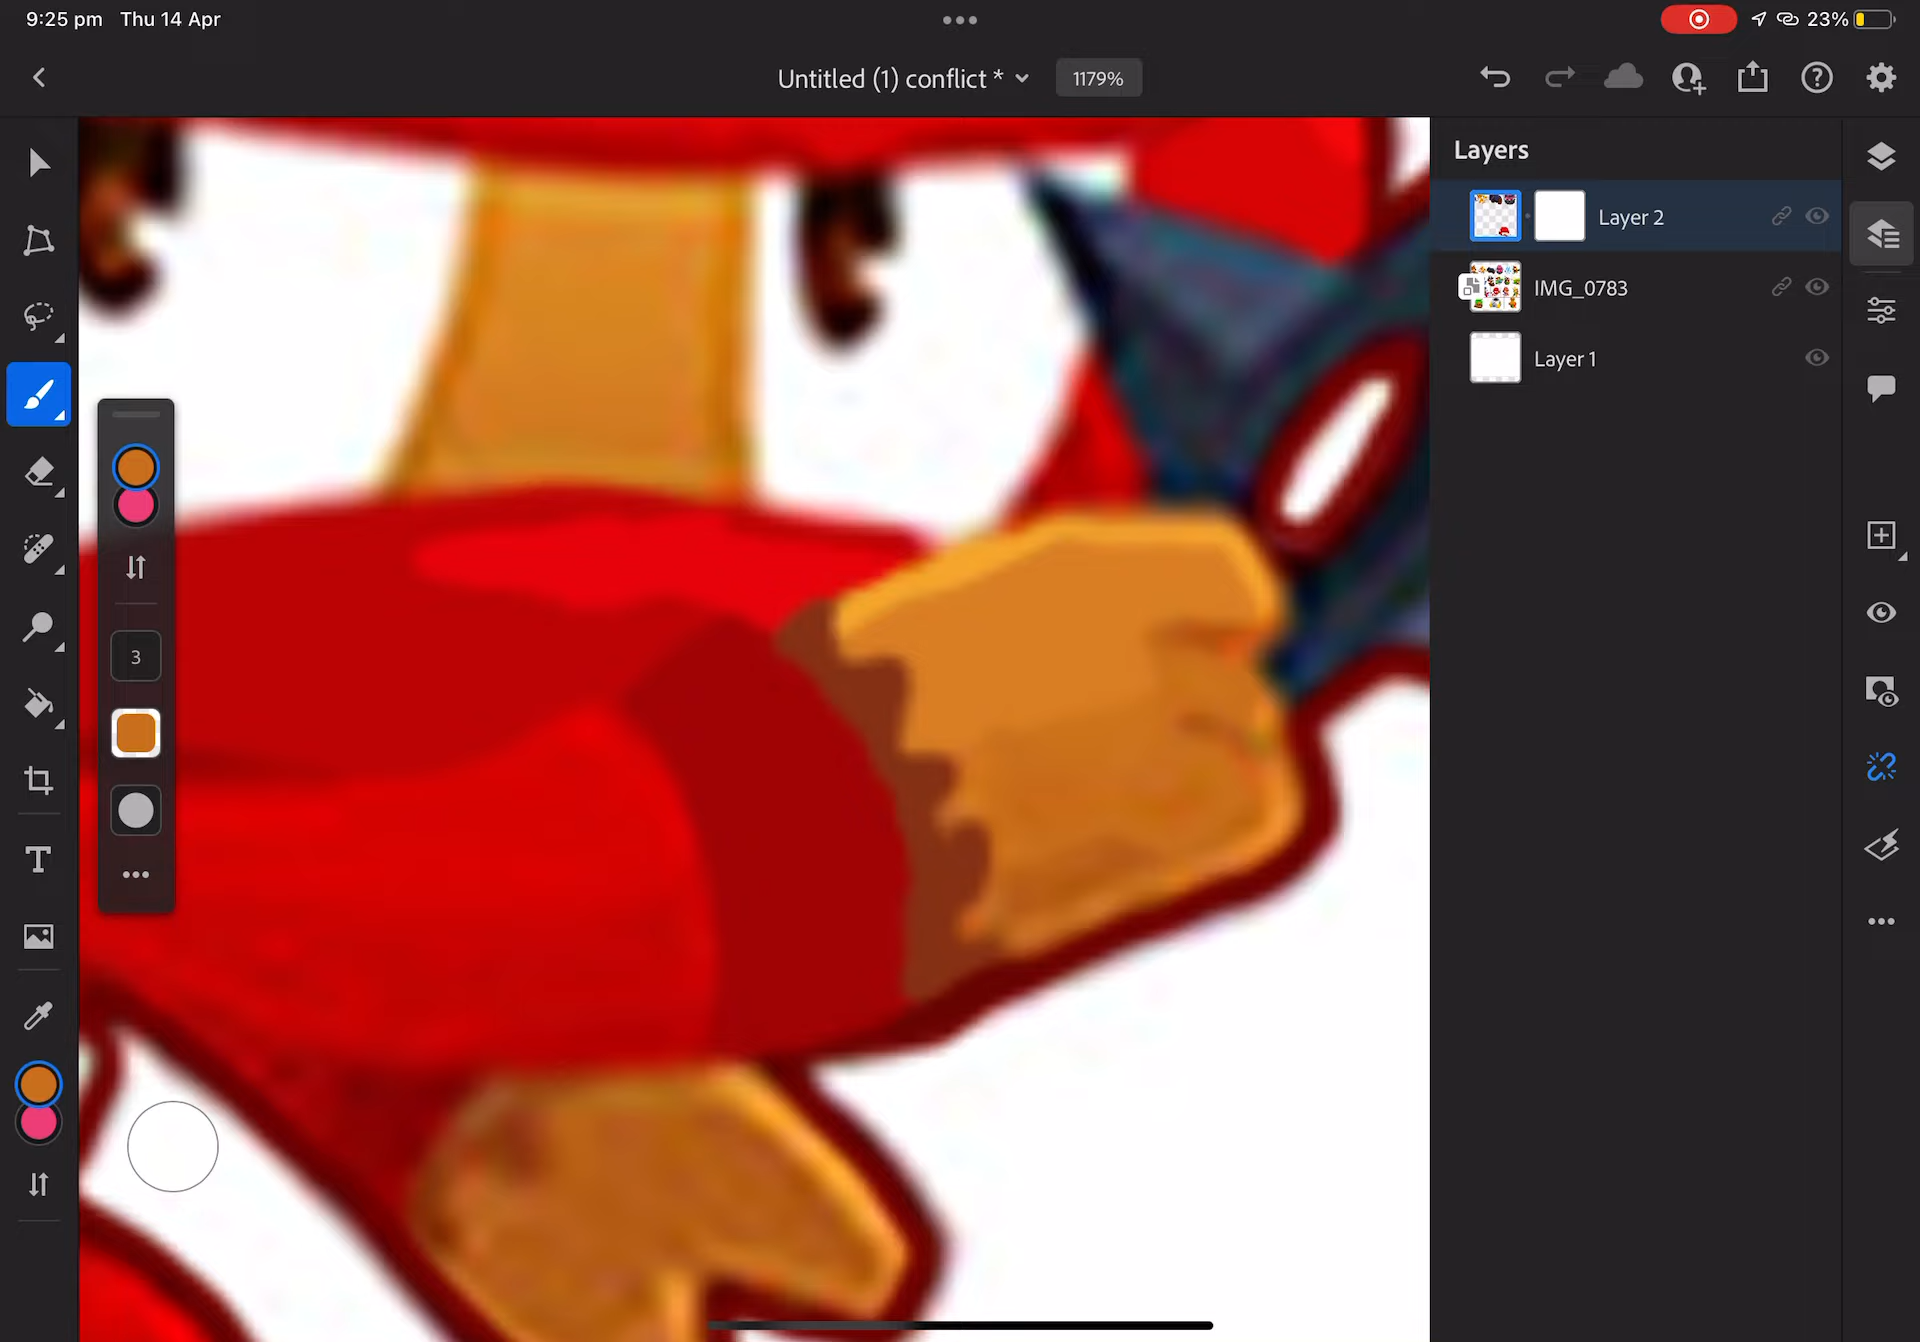 9:25 pm Thu 14 Apr
23%
Untitled (1) conflict *
1179%
Layers
Layer 2
IMG_0783
Layer 1
3
T